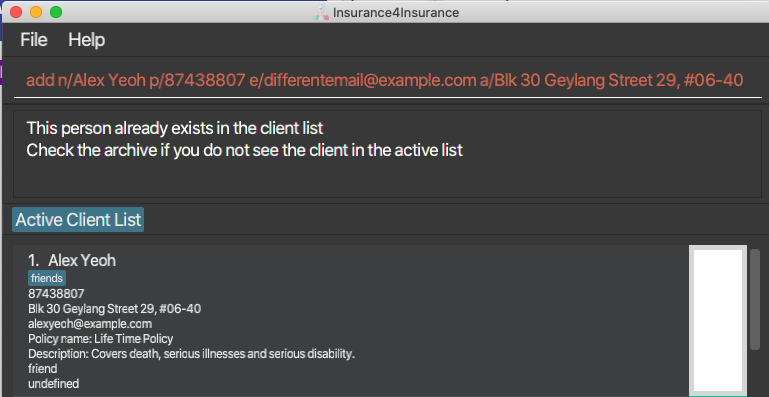 Insurance4Insurance
File Help
add n/Alex Yeoh p/87438807 e/differentemail@example.com a/Blk 30 Geylang Street 29, #06-40
This person already exists in the client list
Check the archive if you do not see the client in the active list
Active Client List
1. Alex Yeoh
friends
87438807
Blk 30 Geylang Street 29, #06-40
alexyeoh@example.com
Policy name: Life Time Policy
Description: Covers death, serious illnesses and serious disability.
friend
undefined